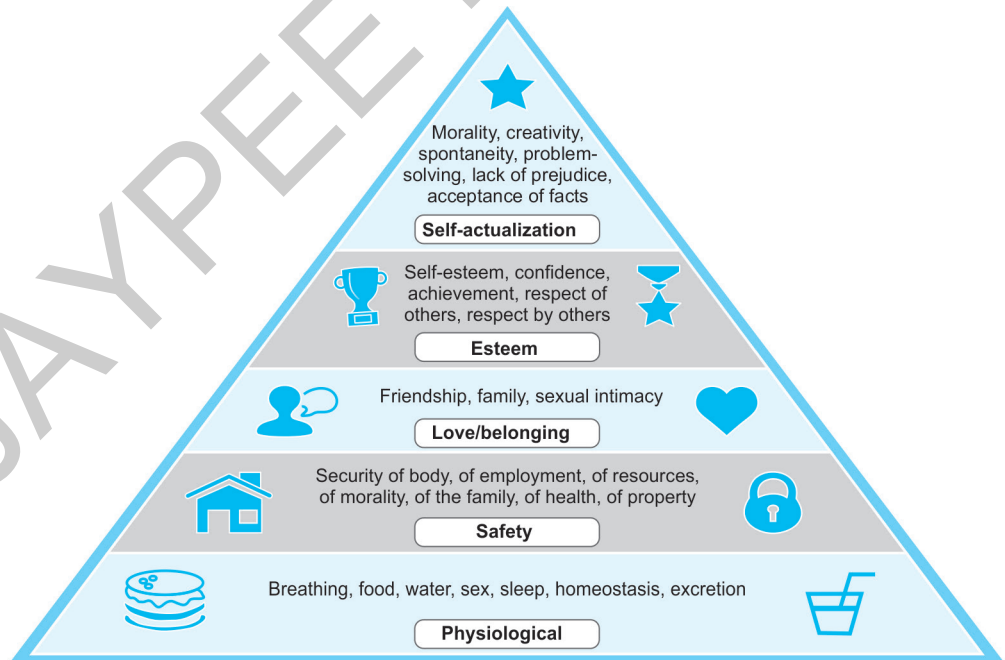 JAYPEE
Morality, creativity,
spontaneity, problem-
solving, lack of prejudice,
acceptance of facts
Self-actualization
Self-esteem, confidence,
achievement, respect of
others, respect by others
Esteem
Friendship, family, sexual intimacy
Love/belonging
Security of body, of employment, of resources,
of morality, of the family, of health, of property
Safety
Breathing, food, water, sex, sleep, homeostasis, excretion
Physiological